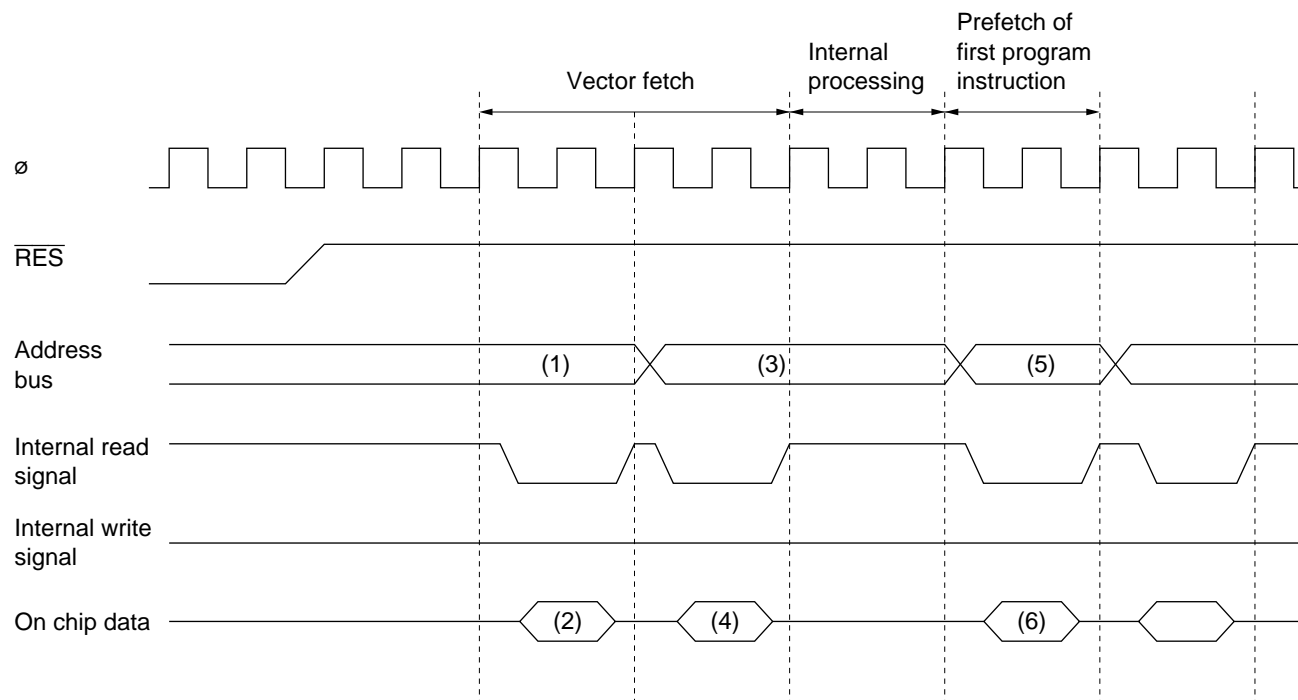 Prefetch of
first program
instruction
Internal
processing
Vector fetch
ø
RES
Address
bus
(1)
(3)
(5)
Internal read
signal
Internal write
signal
On chip data
(2)
(4)
(6)